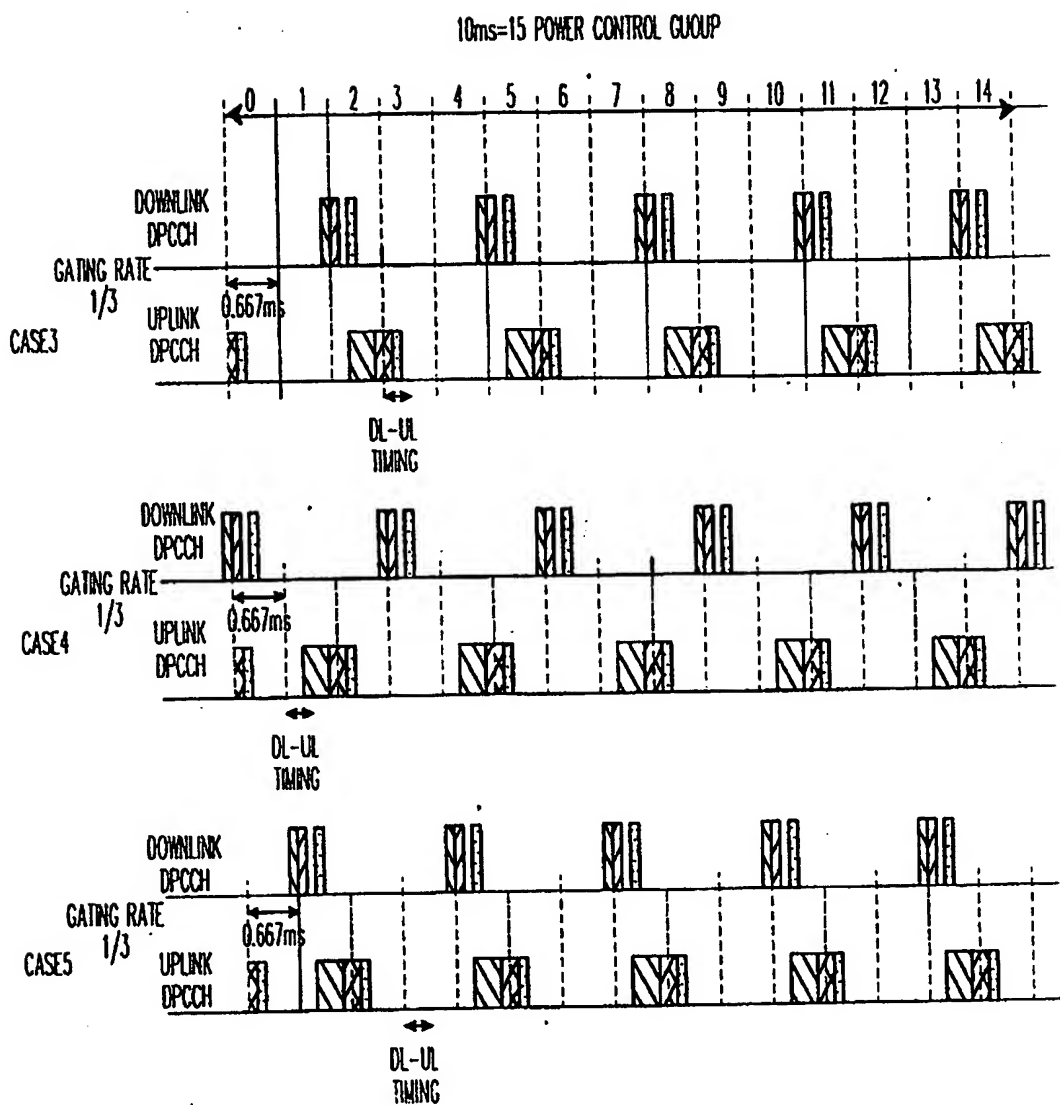 10ms=15 POWER CONTROL GUOUP
0 1 2 3 4 5 6 7 8 9 10 11 12 13 14
DOWNLINK
DPCCH
GATING RATE
1/3
0.667ms
CASE3
UPLINK
DPCCH
DL-UL
TIMING
DOWNLINK
DPCCH
GATING RATE
1/3
0.667ms
CASE4
UPLINK
DPCCH
DL-UL
TIMING
DOWNLINK
DPCCH
GATING RATE
1/3
0.667ms
CASE5
UPLINK
DPCCH
DL-UL
TIMING